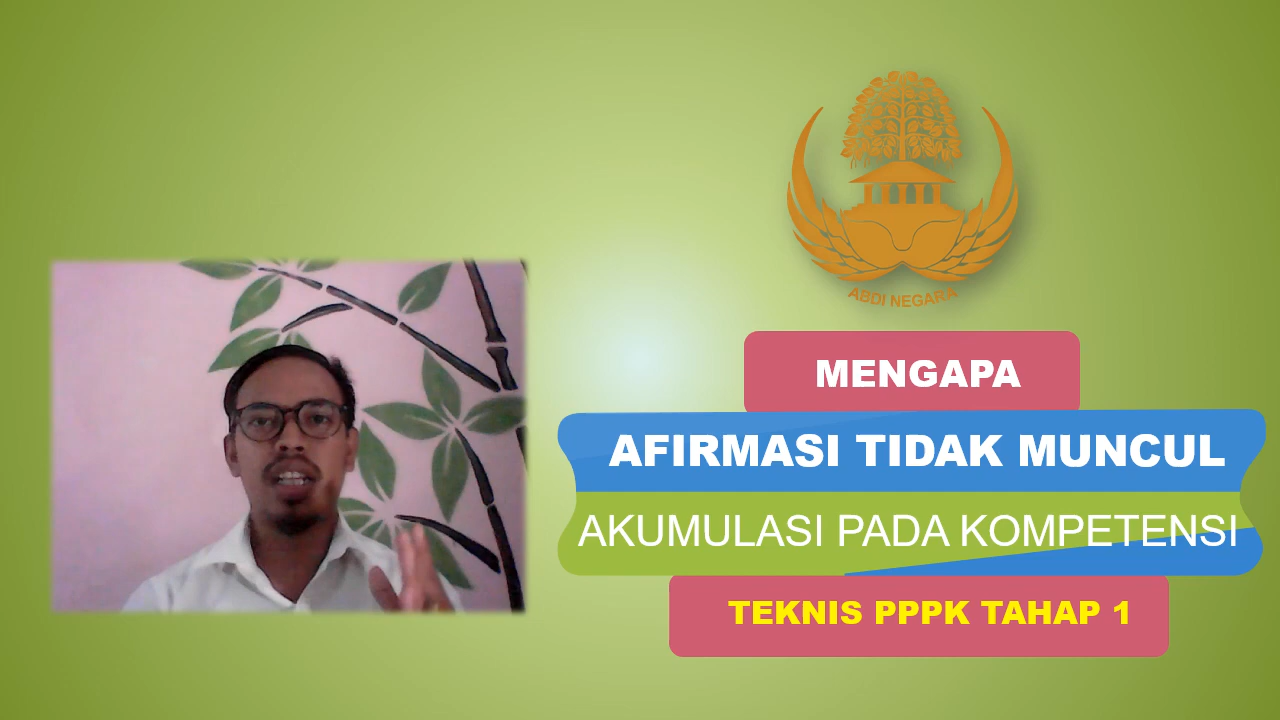 ABDI NEGARA
MENGAPA
AFIRMASI TIDAK MUNCUL
AKUMULASI PADA KOMPETENSI
TEKNIS PPPK TAHAP 1